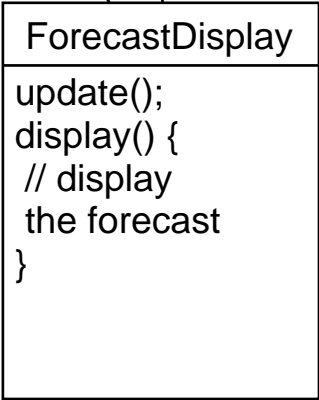 ForecastDisplay
update();
display() {
// display
the forecast
}